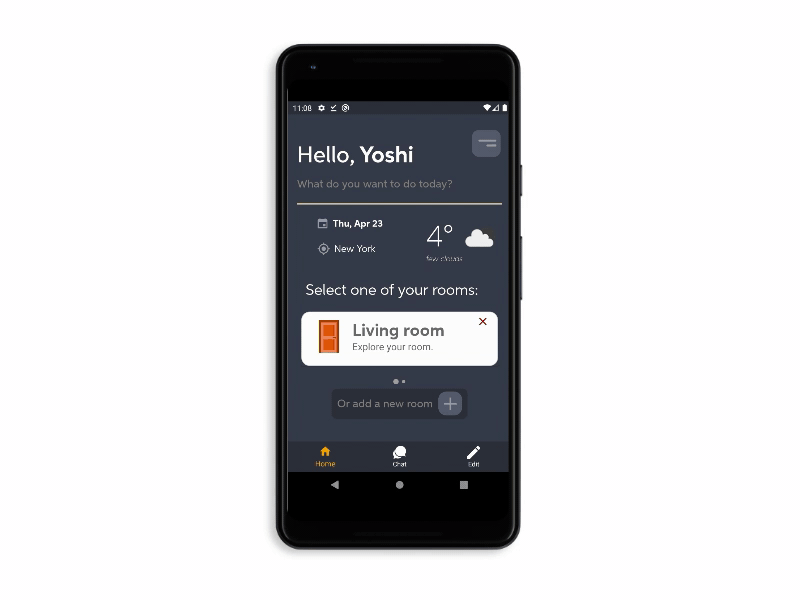 11:08
Hello, Yoshi
What do you want to do today?
Thu, Apr 23
New York
4°
few clouds
Select one of your rooms:
Living room
Explore your room.
Or add a new room
Home
Chat
Edit